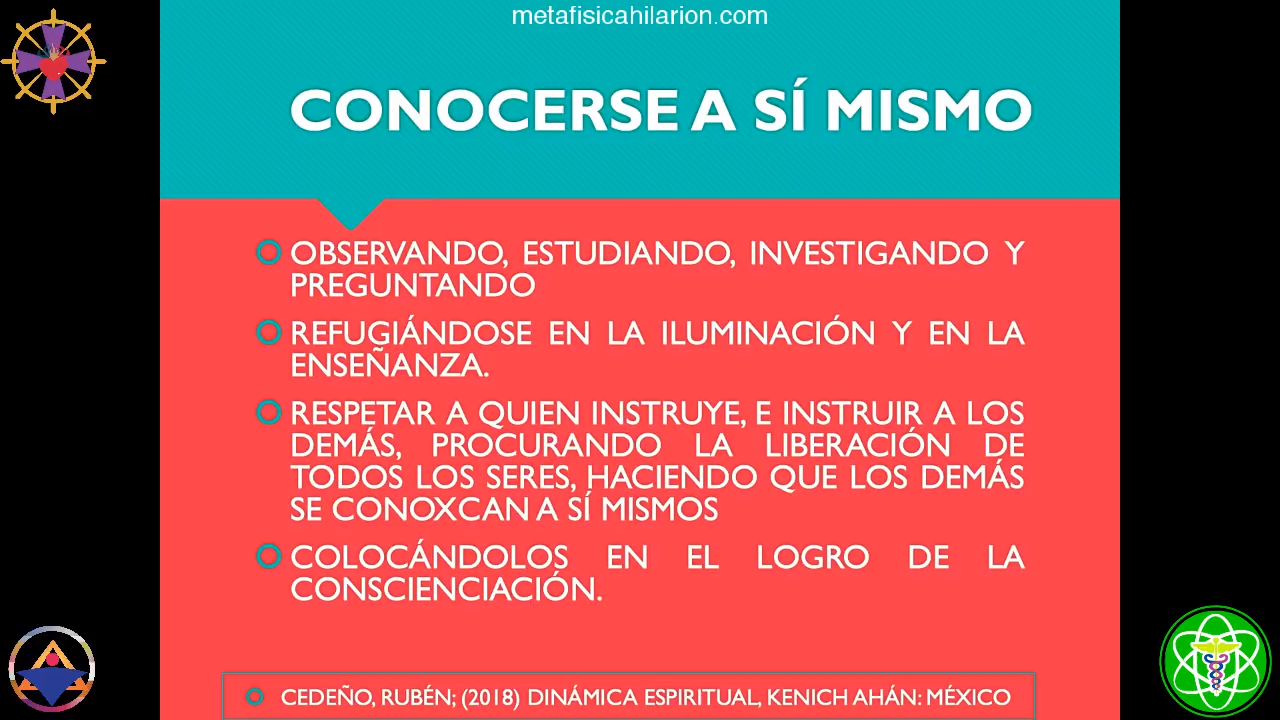 metafisicahilarion.com
CONOCERSE A SÍ MISMO
OBSERVANDO, ESTUDIANDO, INVESTIGANDO Y
PREGUNTANDO
REFUGIÁNDOSE EN LA ILUMINACIÓN Y EN LA
ENSEÑANZA.
RESPETAR A QUIEN INSTRUYE, E INSTRUIR A LOS
DEMÁS, PROCURANDO LA LIBERACIÓN DE
TODOS LOS SERES, HACIENDO QUE LOS DEMÁS
SE CONOXCAN A SÍ MISMOS
COLOCÁNDOLOS EN EL LOGRO DE LA
CONSCIENCIACIÓN.
CEDEÑO, RUBÉN; (2018) DINÁMICA ESPIRITUAL, KENICH AHÁN: MÉXICO